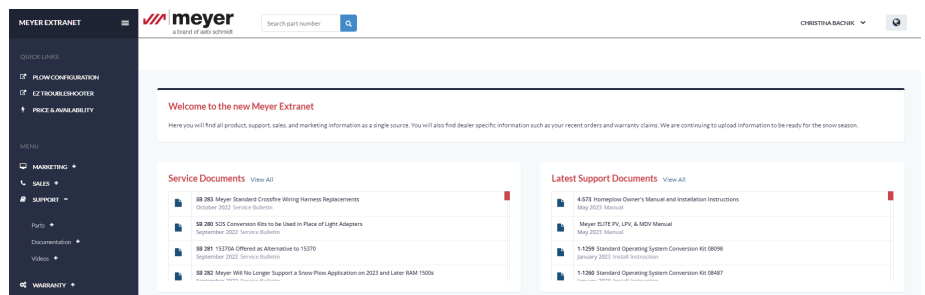 MEYER EXTRANET
meyer
a brand of aebi schmidt
Search part number
CHRISTINA BACNIK
QUICK LINKS
PLOW CONFIGURATION
EZ TROUBLESHOOTER
PRICE & AVAILABILITY
MENU
MARKETING +
SALES +
SUPPORT −
Parts +
Documentation +
Videos +
WARRANTY +
Welcome to the new Meyer Extranet
Here you will find all product, support, sales, and marketing information as a single source. You will also find dealer specific information such as your recent orders and warranty claims. We are continuing to upload information to be ready for the snow season.
Service Documents View All
SB 283 Meyer Standard Crossfire Wiring Harness Replacements
October 2022 Service Bulletin
SB 280 SOS Conversion Kits to be Used in Place of Light Adapters
September 2022 Service Bulletin
SB 281 15370A Offered as Alternative to 15370
September 2022 Service Bulletin
SB 282 Meyer Will No Longer Support a Snow Plow Application on 2023 and Later RAM 1500s
September 2022 Service Bulletin
Latest Support Documents View All
4-573 Homeplow Owner's Manual and Installation Instructions
May 2023 Manual
Meyer ELITE PV, LPV, & MDV Manual
May 2023 Manual
1-1259 Standard Operating System Conversion Kit 08098
January 2023 Install Instruction
1-1260 Standard Operating System Conversion Kit 08487
January 2023 Install Instruction